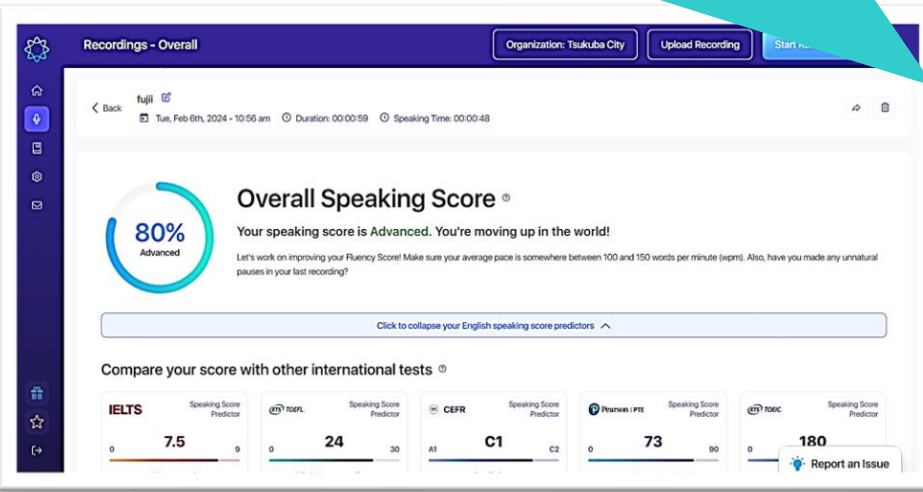 Recordings - Overall
Organization: Tsukuba City
Upload Recording
Start
Back
fujii
Tue, Feb 6th, 2024 - 10:56 am Duration: 00:00:59 Speaking Time: 00:00:48
80%
Advanced
Overall Speaking Score
Your speaking score is Advanced. You're moving up in the world!
Let's work on improving your Fluency Score! Make sure your average pace is somewhere between 100 and 150 words per minute (wpm). Also, have you made any unnatural
pauses in your last recording?
Click to collapse your English speaking score predictors
Compare your score with other international tests
IELTS Speaking Score Predictor
0 7.5 9
ETS TOEFL Speaking Score Predictor
0 24 30
CEFR Speaking Score Predictor
A1 C1 C2
Pearson | PTE Speaking Score Predictor
0 73 90
ETS TOEIC Speaking Score Predictor
0 180
Report an Issue